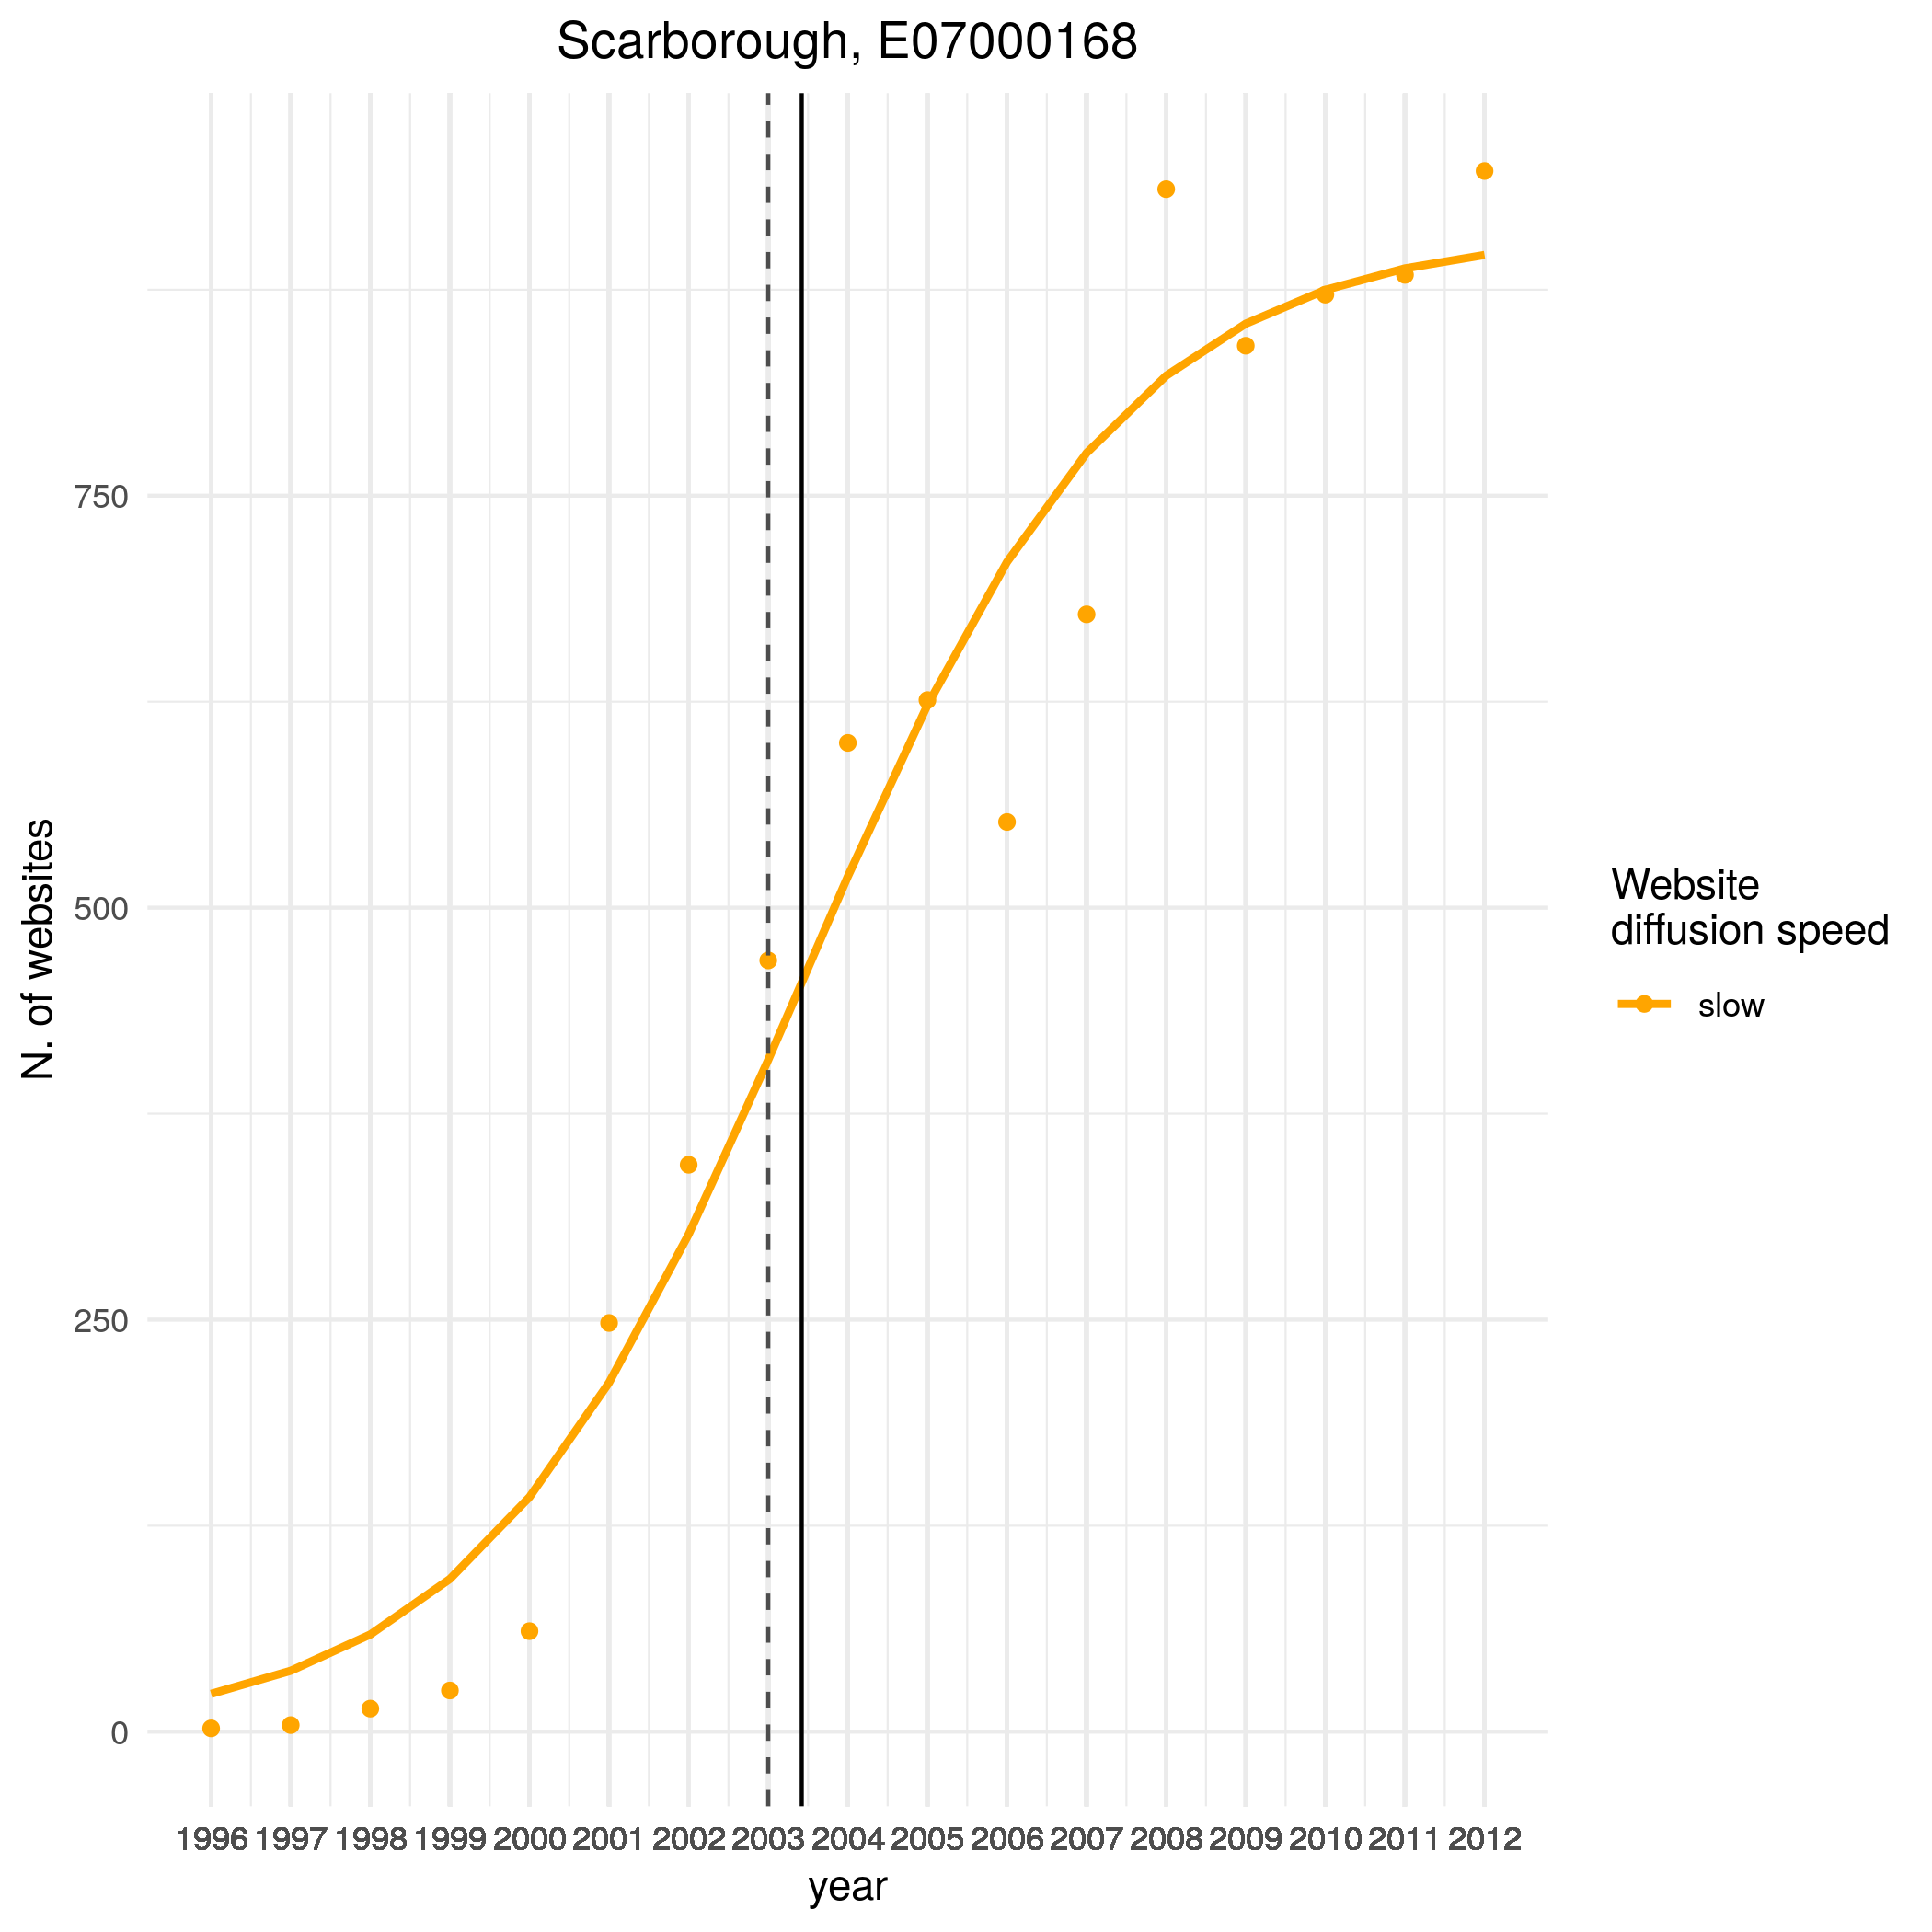 Scarborough, E07000168
N. of websites
750
500
250
0
1996 1997 1998 1999 2000 2001 2002 2003 2004 2005 2006 2007 2008 2009 2010 2011 2012
year
Website
diffusion speed
slow